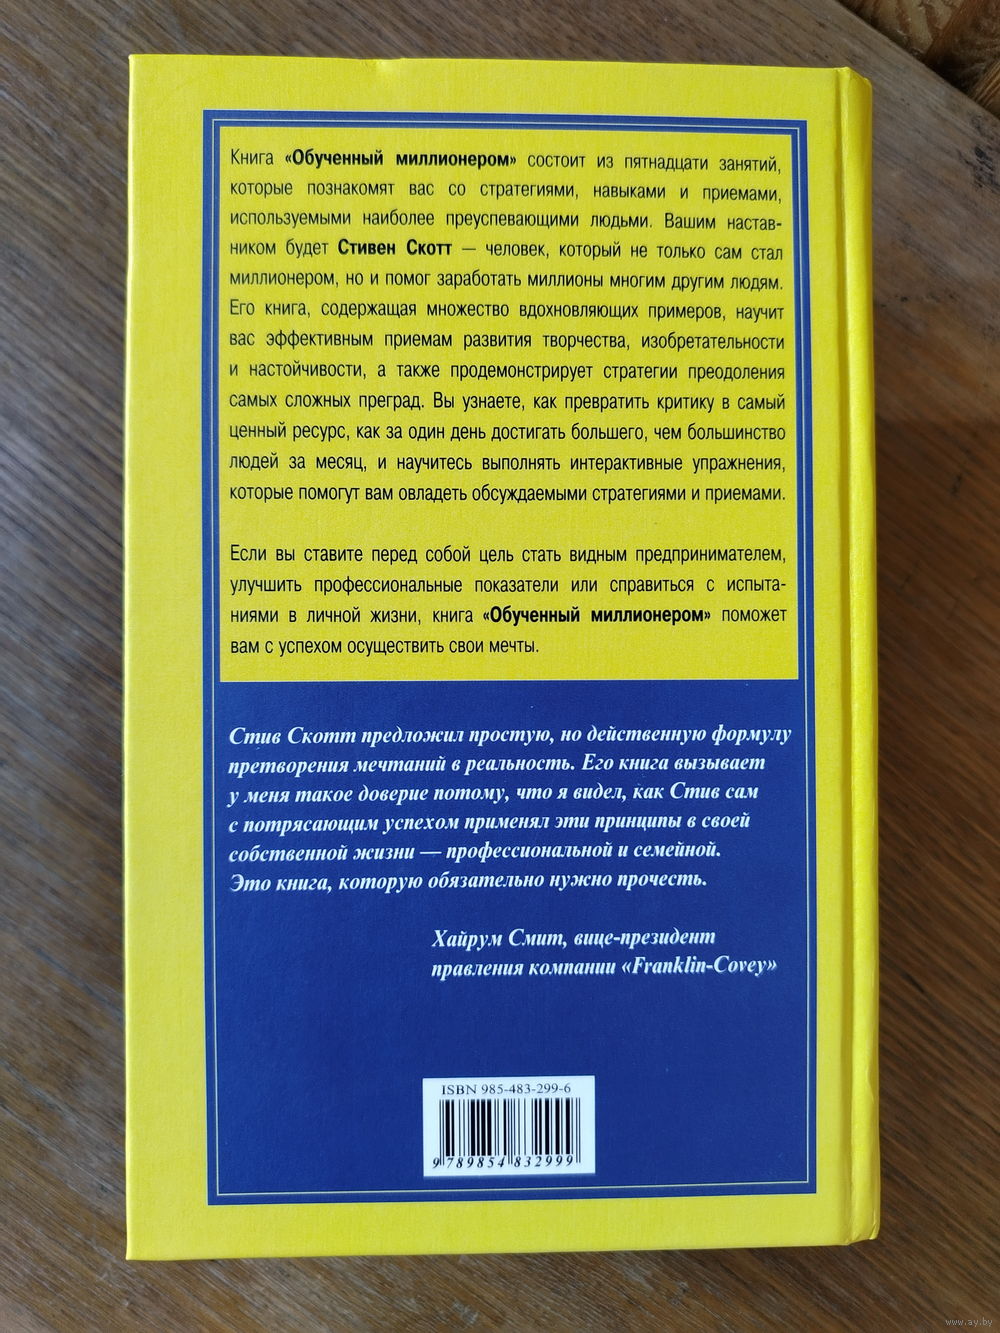 Книга «Обученный миллионером» состоит из пятнадцати занятий,
которые познакомят вас со стратегиями, навыками и приемами,
используемыми наиболее преуспевающими людьми. Вашим настав-
ником будет Стивен Скотт — человек, который не только сам стал
миллионером, но и помог заработать миллионы многим другим людям.
Его книга, содержащая множество вдохновляющих примеров, научит
вас эффективным приемам развития творчества, изобретательности
и настойчивости, а также продемонстрирует стратегии преодоления
самых сложных преград. Вы узнаете, как превратить критику в самый
ценный ресурс, как за один день достигать большего, чем большинство
людей за месяц, и научитесь выполнять интерактивные упражнения,
которые помогут вам овладеть обсуждаемыми стратегиями и приемами.
Если вы ставите перед собой цель стать видным предпринимателем,
улучшить профессиональные показатели или справиться с испыта-
ниями в личной жизни, книга «Обученный миллионером» поможет
вам с успехом осуществить свои мечты.
Стив Скотт предложил простую, но действенную формулу
претворения мечтаний в реальность. Его книга вызывает
у меня такое доверие потому, что я видел, как Стив сам
с потрясающим успехом применял эти принципы в своей
собственной жизни — профессиональной и семейной.
Это книга, которую обязательно нужно прочесть.
Хайрум Смит, вице-президент
правления компании «Franklin-Covey»
ISBN 985-483-299-6
9 789854 832999
www.ay.by